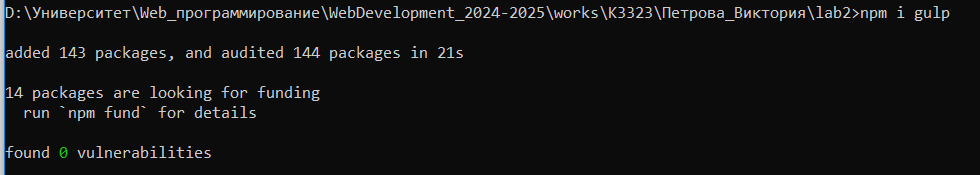 D:\Университет\Web_программирование\WebDevelopment_2024-2025\works\K3323\Петрова_Виктория\lab2>npm i gulp
added 143 packages, and audited 144 packages in 21s
14 packages are looking for funding
  run `npm fund` for details
found 0 vulnerabilities